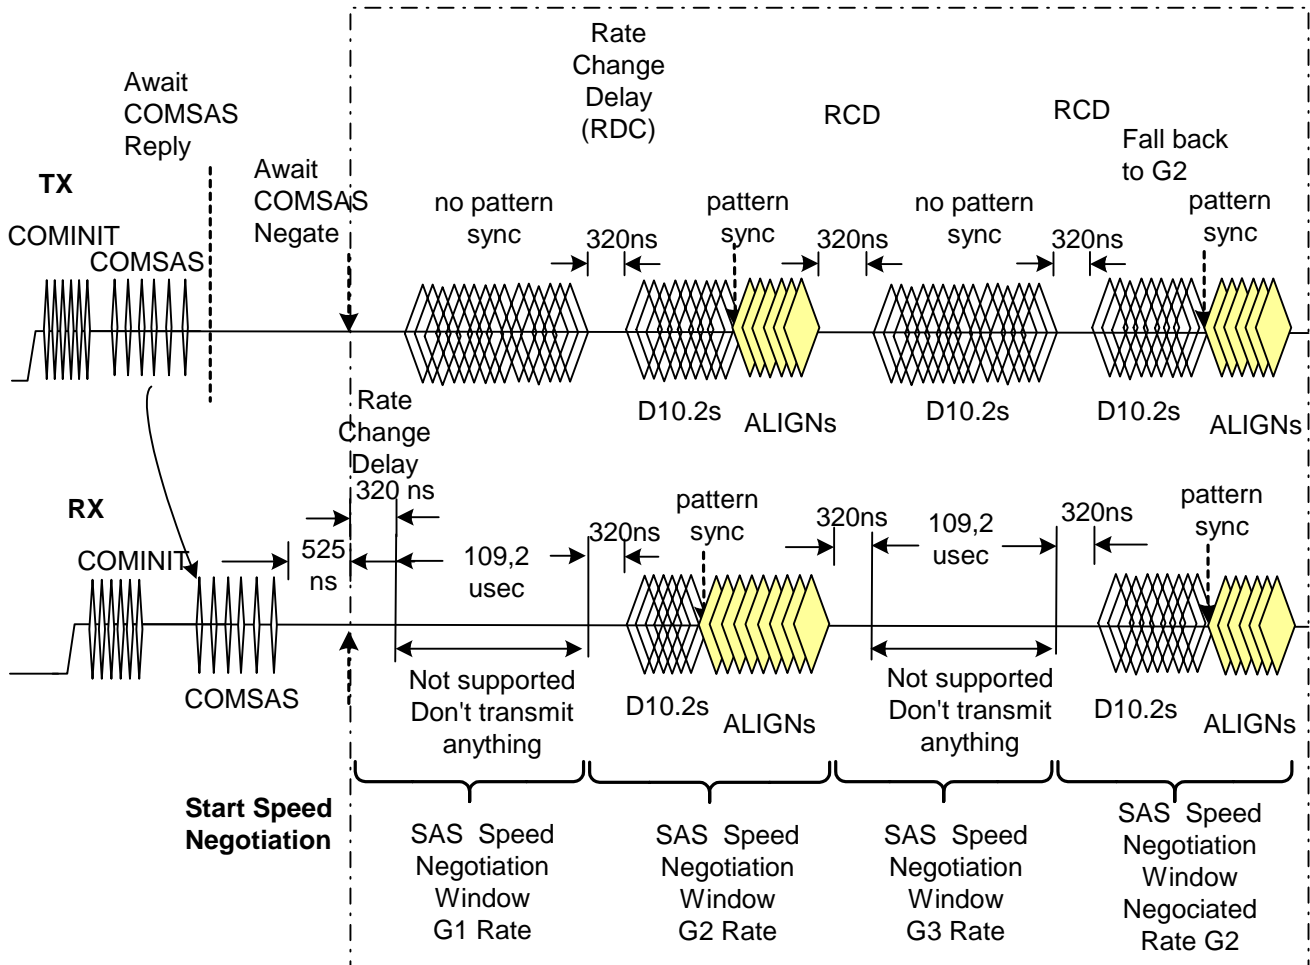 Rate
Change
Delay
(RDC)
RCD
RCD
Await
COMSAS
Reply
Fall back
to G2
Await
COMSAS
Negate
TX
COMINIT
COMSAS
no pattern
sync
320ns
pattern
sync
320ns
no pattern
sync
320ns
pattern
sync
D10.2s
ALIGNs
D10.2s
D10.2s
ALIGNs
Rate
Change
Delay
320 ns
RX
COMINIT
COMSAS
525
ns
109,2
usec
320ns
pattern
sync
320ns
109,2
usec
320ns
pattern
sync
Not supported
Don't transmit
anything
D10.2s
ALIGNs
Not supported
Don't transmit
anything
D10.2s
ALIGNs
Start Speed
Negotiation
SAS Speed
Negotiation
Window
G1 Rate
SAS Speed
Negotiation
Window
G2 Rate
SAS Speed
Negotiation
Window
G3 Rate
SAS Speed
Negotiation
Window
Negociated
Rate G2